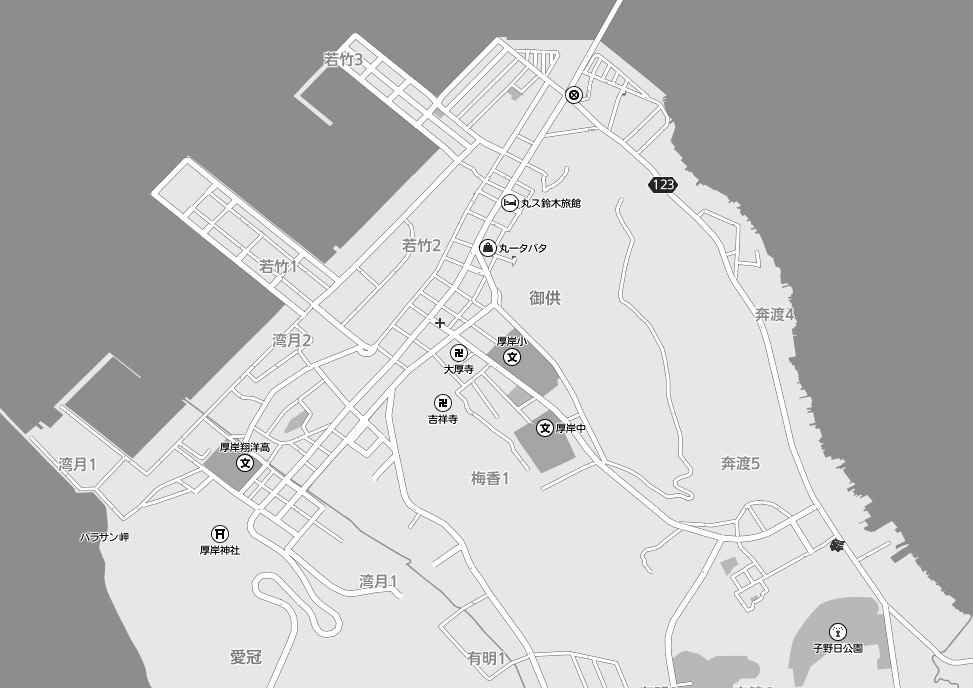 若竹3
123
丸ス鈴木旅館
若竹2
丸一タバタ
若竹1
御供
奔渡4
湾月2
厚岸小
大厚寺
吉祥寺
厚岸中
厚岸翔洋高
湾月1
奔渡5
梅香1
バラサン岬
厚岸神社
湾月1
子野日公園
愛冠
有明1